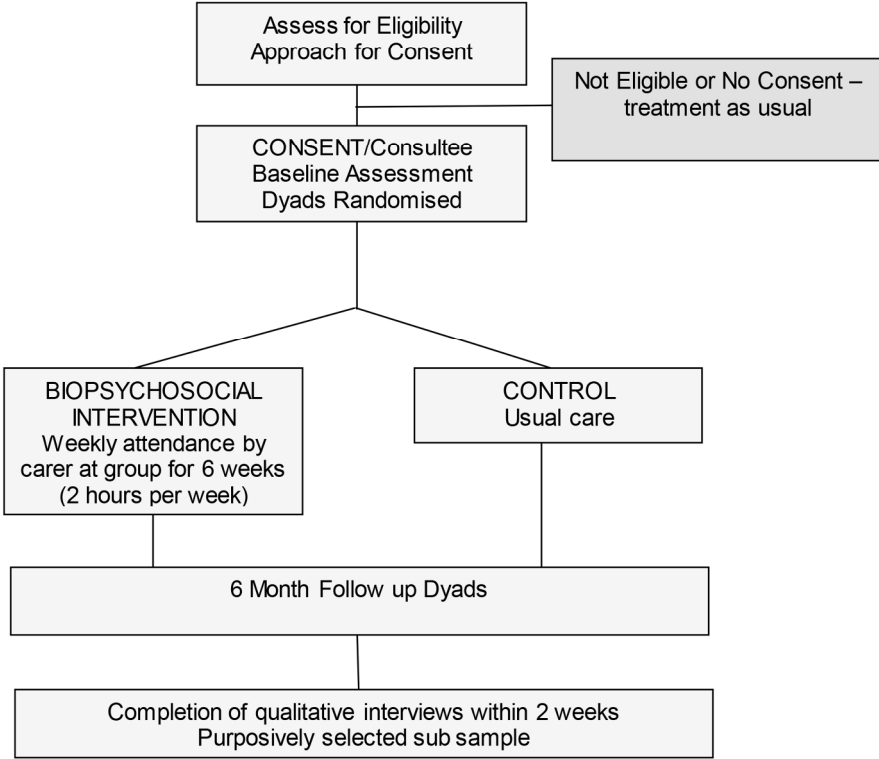 Assess for Eligibility
Approach for Consent
Not Eligible or No Consent –
treatment as usual
CONSENT/Consultee
Baseline Assessment
Dyads Randomised
BIOPSYCHOSOCIAL
INTERVENTION
Weekly attendance by
carer at group for 6 weeks
(2 hours per week)
CONTROL
Usual care
6 Month Follow up Dyads
Completion of qualitative interviews within 2 weeks
Purposively selected sub sample